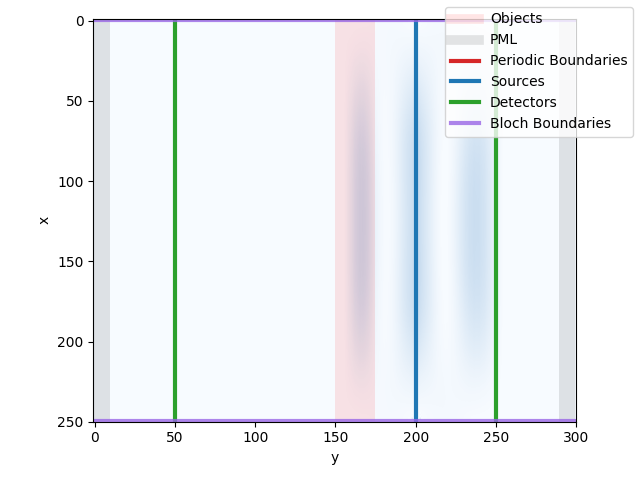 Objects
PML
Periodic Boundaries
Sources
Detectors
Bloch Boundaries
0
50
100
150
200
250
x
0
50
100
150
200
250
300
y